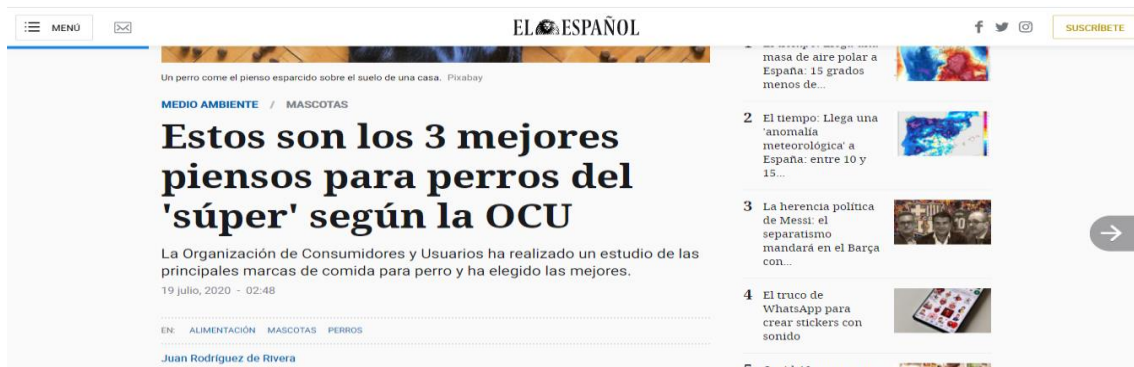 MENÚ
EL ESPAÑOL
SUSCRÍBETE
Un perro come el pienso esparcido sobre el suelo de una casa. Pixabay
MEDIO AMBIENTE / MASCOTAS
Estos son los 3 mejores
piensos para perros del
'súper' según la OCU
La Organización de Consumidores y Usuarios ha realizado un estudio de las
principales marcas de comida para perro y ha elegido las mejores.
19 julio, 2020 - 02:48
EN: ALIMENTACIÓN MASCOTAS PERROS
Juan Rodríguez de Rivera
masa de aire polar a
España: 15 grados
menos de...
2 El tiempo: Llega una
'anomalía
meteorológica' a
España: entre 10 y
15...
3 La herencia política
de Messi: el
separatismo
mandará en el Barça
con...
4 El truco de
WhatsApp para
crear stickers con
sonido